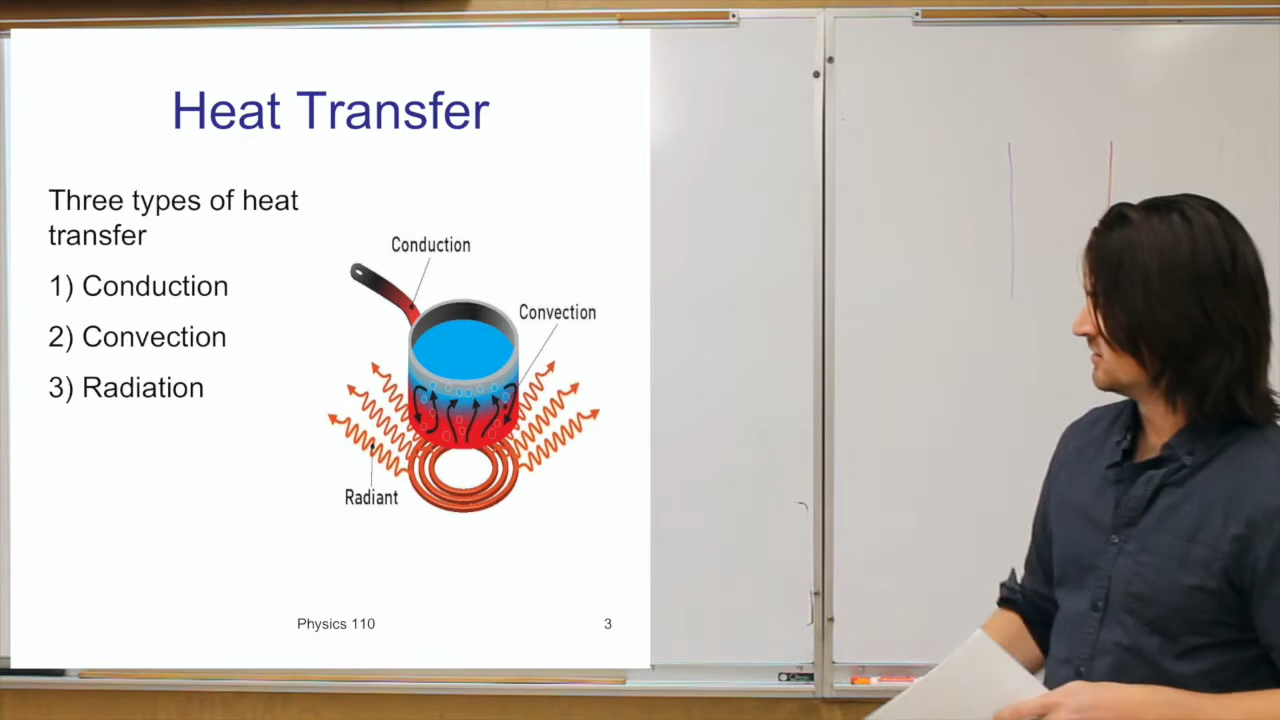 Heat Transfer
Three types of heat
transfer
1) Conduction
2) Convection
3) Radiation
Conduction
Convection
Radiant
Physics 110
3